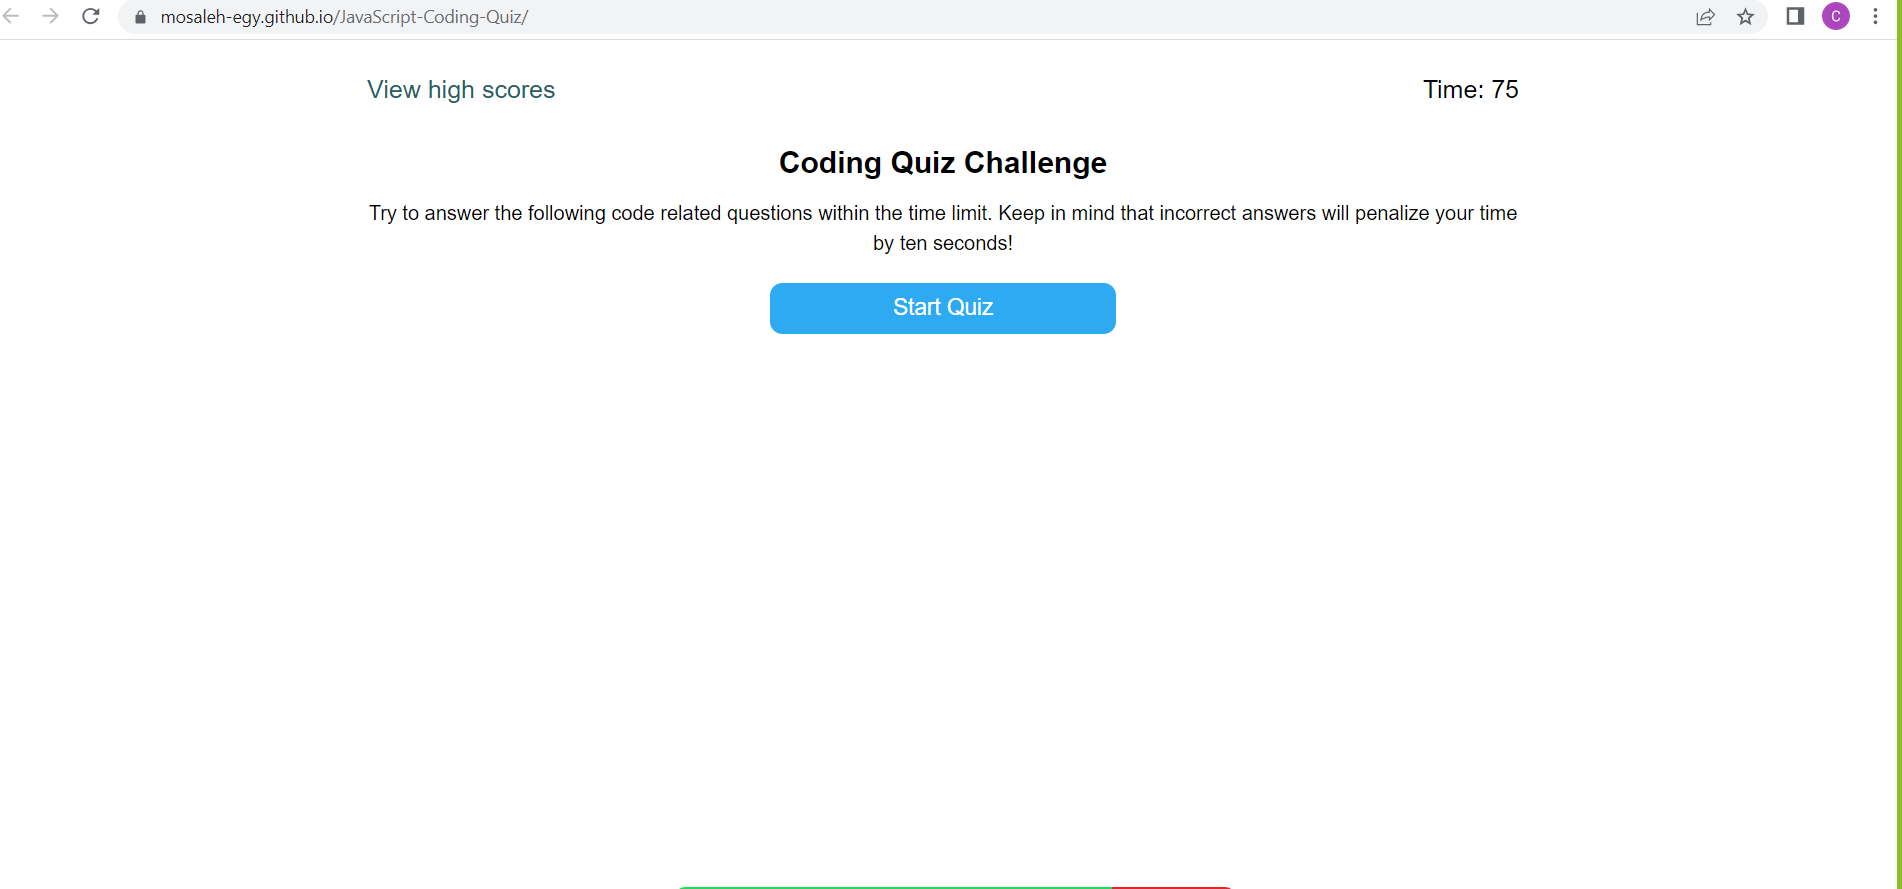 mosaleh-egy.github.io/JavaScript-Coding-Quiz/
C
View high scores
Time: 75
Coding Quiz Challenge
Try to answer the following code related questions within the time limit. Keep in mind that incorrect answers will penalize your time
by ten seconds!
Start Quiz